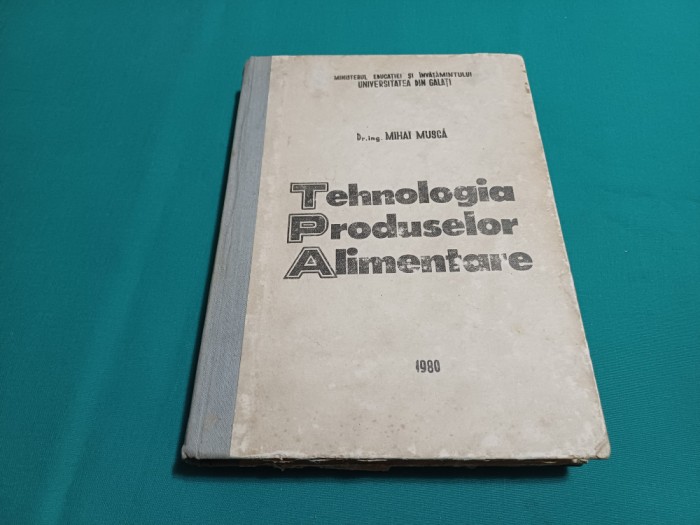 MINISTERUL EDUCAȚIEI ȘI ÎNVĂȚĂMÎNTULUI
UNIVERSITATEA DIN GALAȚI
Dr. ing. MIHAI MUSCĂ
Tehnologia
Produselor
Alimentare
1980